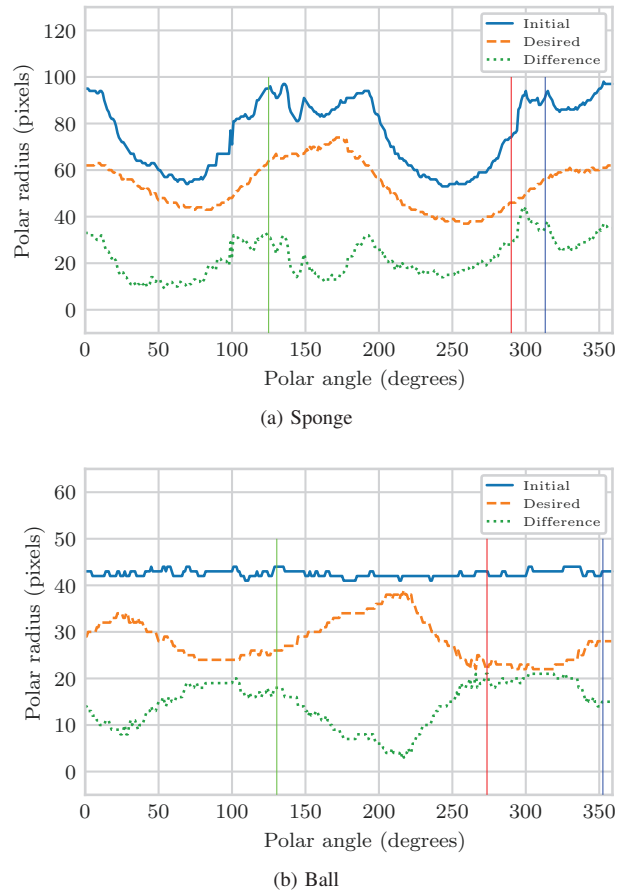 120
100
80
60
40
20
0
Polar radius (pixels)
Initial
Desired
Difference
0 50 100 150 200 250 300 350
Polar angle (degrees)
(a) Sponge
60
50
40
30
20
10
0
Polar radius (pixels)
Initial
Desired
Difference
0 50 100 150 200 250 300 350
Polar angle (degrees)
(b) Ball